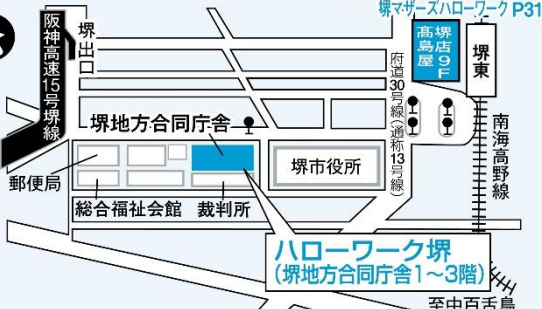 堺マザーズハローワーク P31
阪神高速15号堺線
堺出口
髙島屋
堺店9F
堺東
府道30号線(通称13号線)
南海高野線
堺地方合同庁舎
郵便局
堺市役所
総合福祉会館
裁判所
ハローワーク堺
(堺地方合同庁舎1～3階)
至中百舌鳥